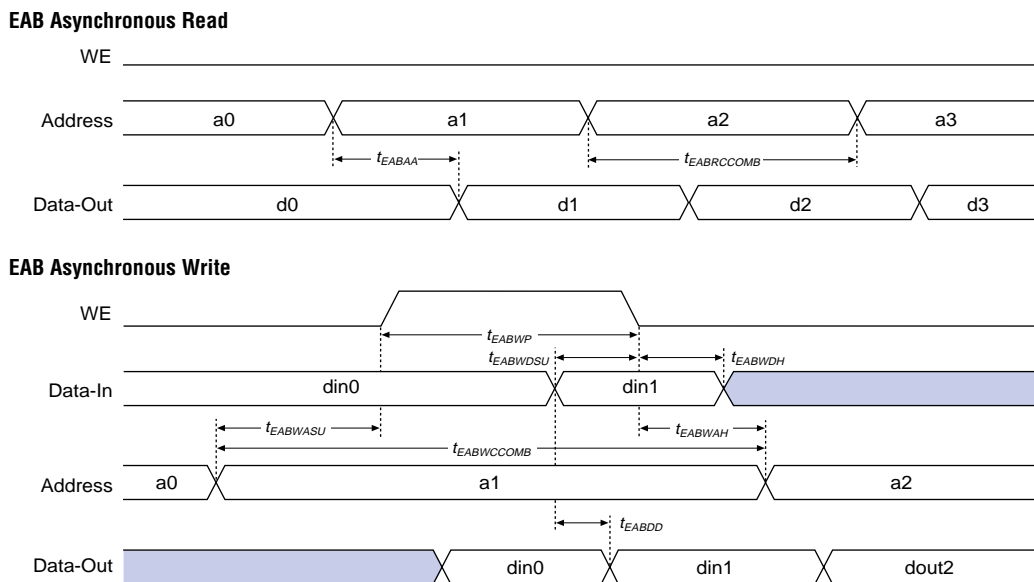 EAB Asynchronous Read
WE
Address a0 a1 a2 a3
tEABAA tEABRCCOMB
Data-Out d0 d1 d2 d3
EAB Asynchronous Write
WE
tEABWP
tEABWDSU tEABWDH
Data-In din0 din1
tEABWASU tEABWAH
tEABWCCOMB
Address a0 a1 a2
tEABDD
Data-Out din0 din1 dout2